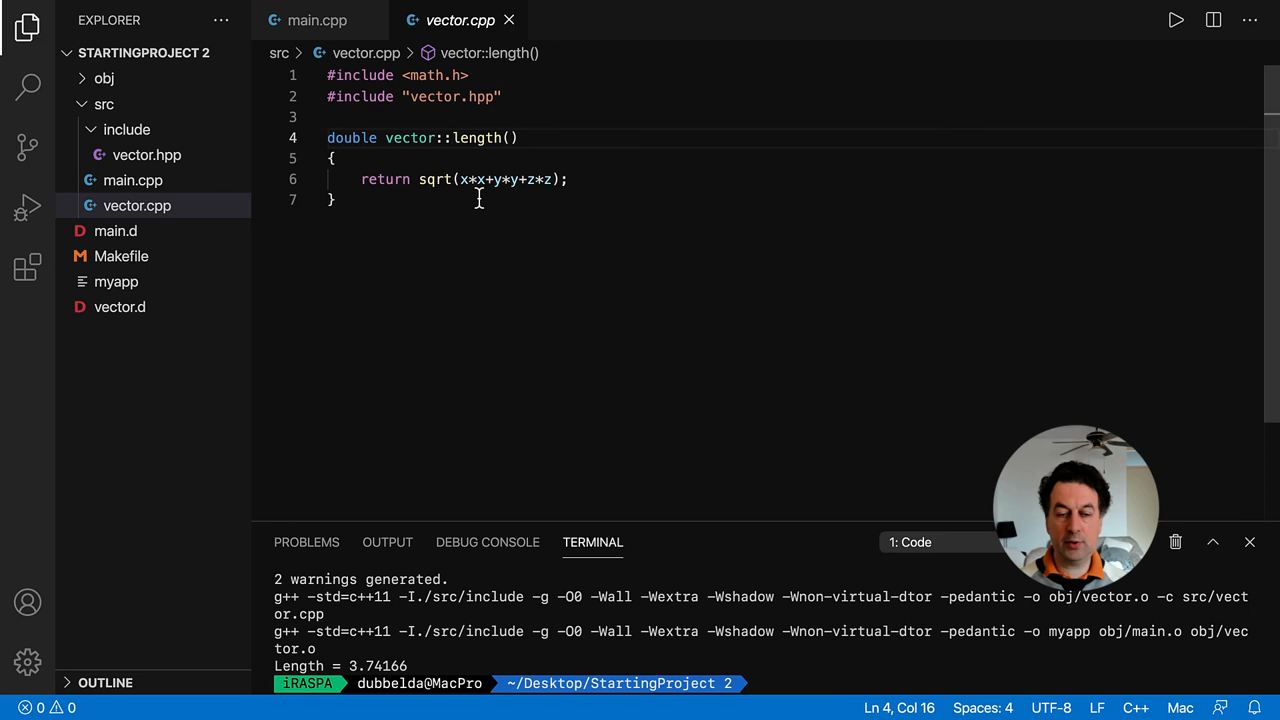 EXPLORER
STARTINGPROJECT 2
obj
src
include
vector.hpp
main.cpp
vector.cpp
main.d
Makefile
myapp
vector.d
OUTLINE
main.cpp
vector.cpp
src > vector.cpp > vector::length()
1 #include <math.h>
2 #include "vector.hpp"
3
4 double vector::length()
5 {
6 return sqrt(x*x+y*y+z*z);
7 }
PROBLEMS OUTPUT DEBUG CONSOLE TERMINAL 1: Code
2 warnings generated.
g++ -std=c++11 -I./src/include -g -O0 -Wall -Wextra -Wshadow -Wnon-virtual-dtor -pedantic -o obj/vector.o -c src/vect
or.cpp
g++ -std=c++11 -I./src/include -g -O0 -Wall -Wextra -Wshadow -Wnon-virtual-dtor -pedantic -o myapp obj/main.o obj/vec
tor.o
Length = 3.74166
iRASPA dubbelda@MacPro ~/Desktop/StartingProject 2
0 0 Ln 4, Col 16 Spaces: 4 UTF-8 LF C++ Mac